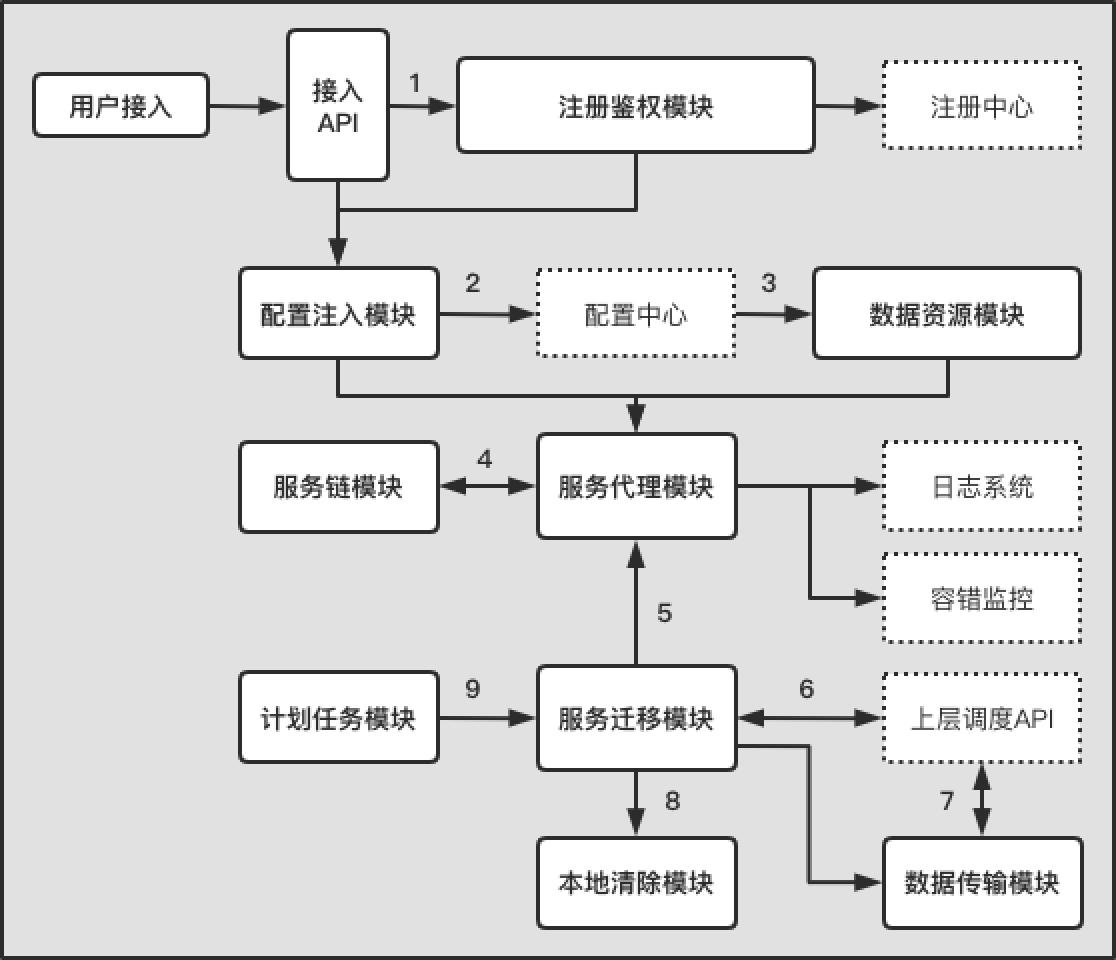 用户接入
接入
API
1
注册鉴权模块
注册中心
配置注入模块
2
配置中心
3
数据资源模块
服务链模块
4
服务代理模块
日志系统
容错监控
5
计划任务模块
9
服务迁移模块
6
上层调度API
8
7
本地清除模块
数据传输模块